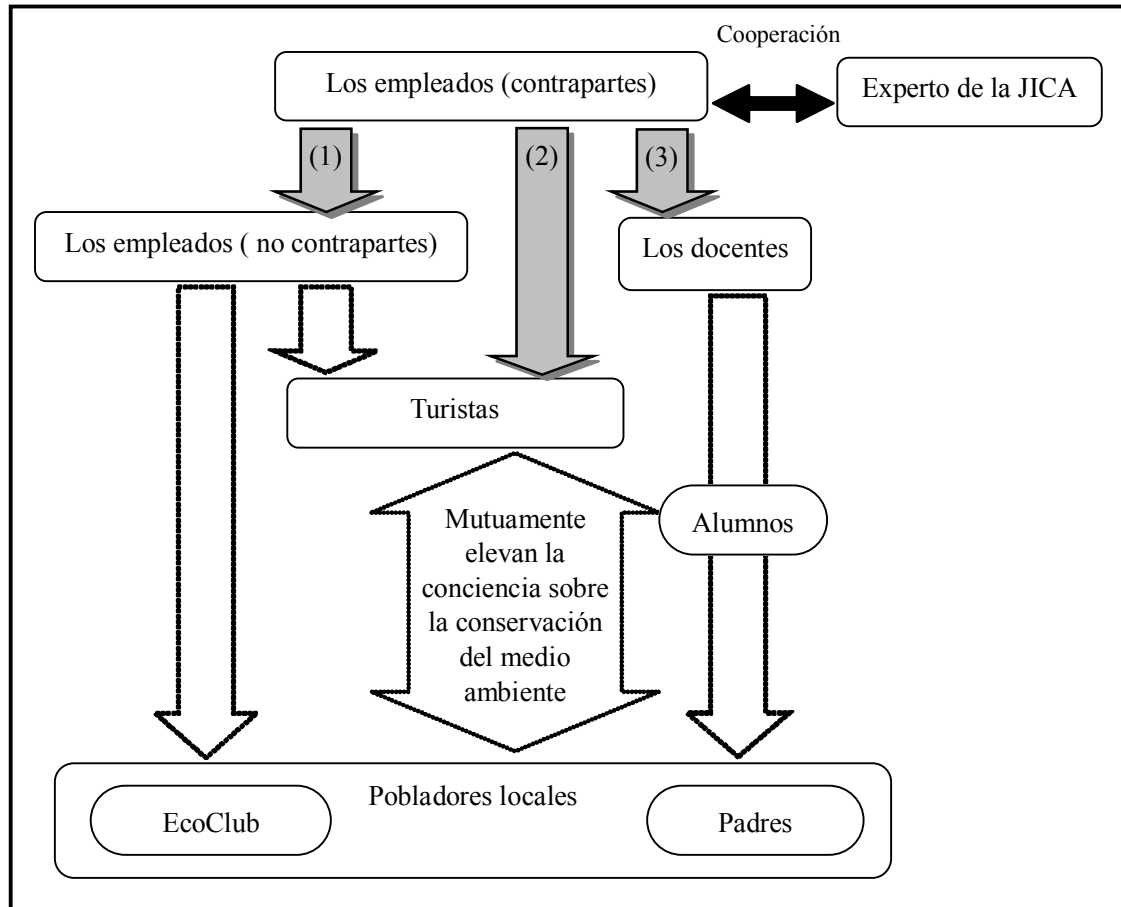 Cooperación
Los empleados (contrapartes)
Experto de la JICA
(1)
(2)
(3)
Los empleados ( no contrapartes)
Los docentes
Turistas
Mutuamente
elevan la
conciencia sobre
la conservación
del medio
ambiente
Alumnos
Pobladores locales
EcoClub
Padres